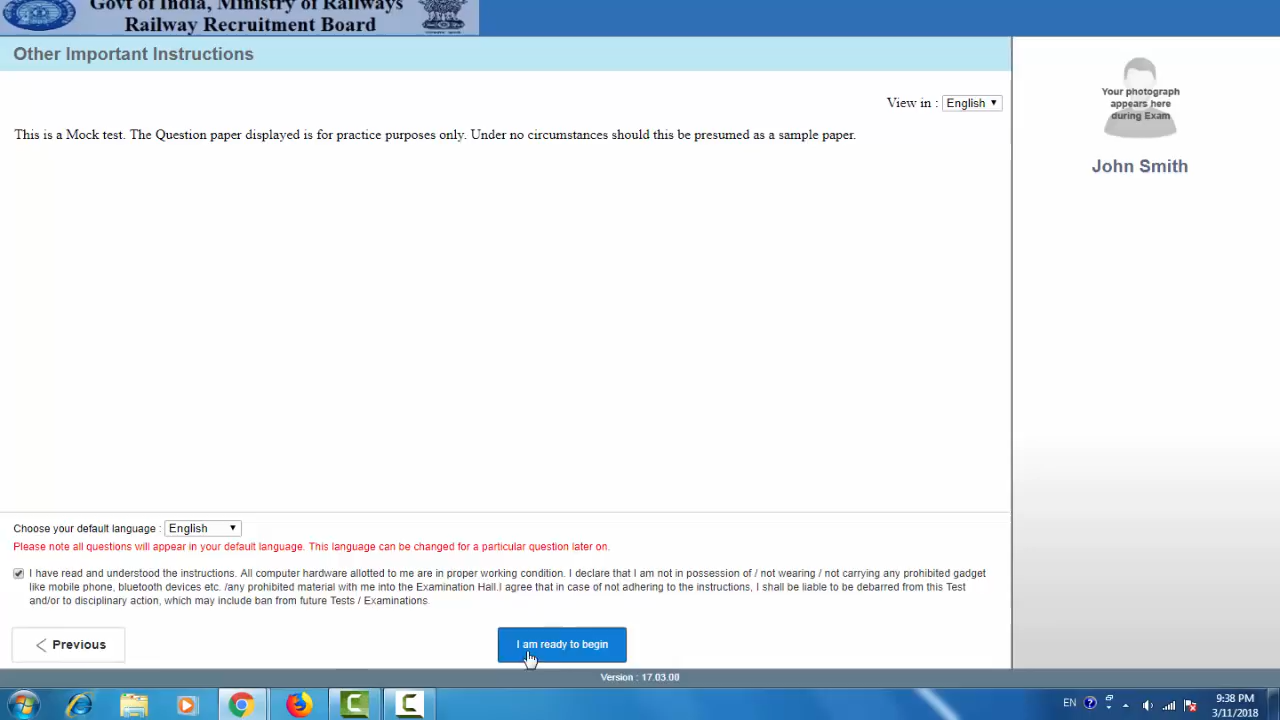 Govt of India, Ministry of Railways
Railway Recruitment Board
Other Important Instructions
View in : English
This is a Mock test. The Question paper displayed is for practice purposes only. Under no circumstances should this be presumed as a sample paper.
Your photograph
appears here
during Exam
John Smith
Choose your default language : English
Please note all questions will appear in your default language. This language can be changed for a particular question later on.
I have read and understood the instructions. All computer hardware allotted to me are in proper working condition. I declare that I am not in possession of / not wearing / not carrying any prohibited gadget
like mobile phone, bluetooth devices etc. /any prohibited material with me into the Examination Hall.I agree that in case of not adhering to the instructions, I shall be liable to be debarred from this Test
and/or to disciplinary action, which may include ban from future Tests / Examinations
Previous
I am ready to begin
Version : 17.03.00
EN
9:38 PM
3/11/2018